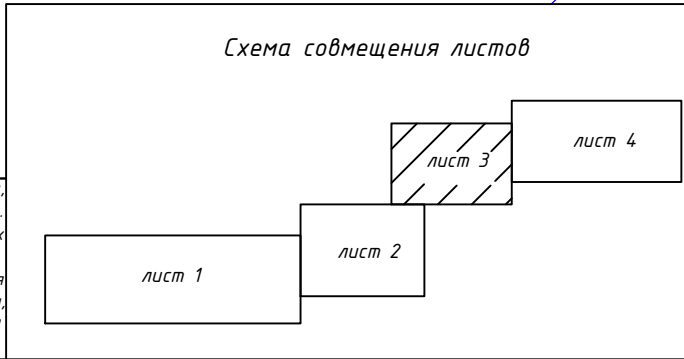 Схема совмещения листов
лист 4
лист 3
лист 2
лист 1